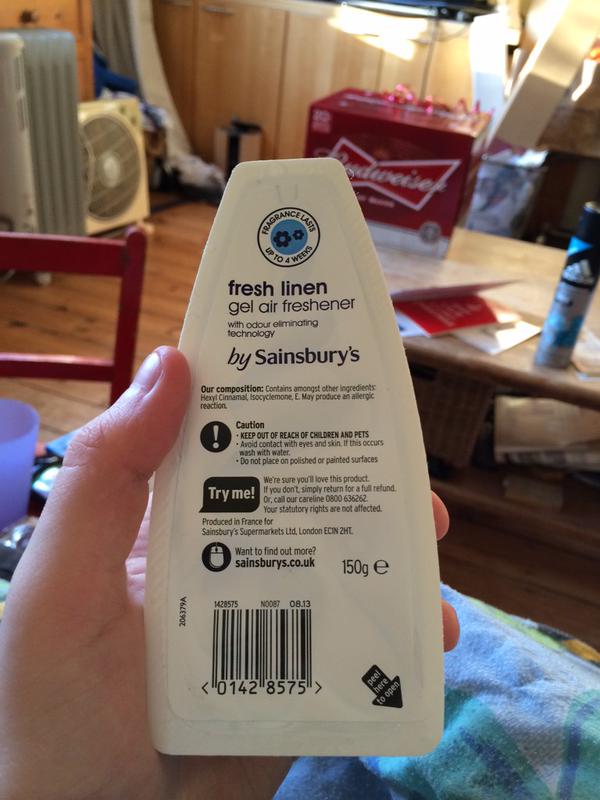 FRAGRANCE LASTS
UP TO 4 WEEKS
fresh linen
gel air freshener
with odour eliminating
technology
by Sainsbury's
Our composition: Contains amongst other ingredients:
Hexyl Cinnamal, Isocyclemone, E. May produce an allergic
reaction.
Caution
• KEEP OUT OF REACH OF CHILDREN AND PETS
• Avoid contact with eyes and skin. If this occurs
wash with water.
• Do not place on polished or painted surfaces
Try me!
We're sure you'll love this product.
If you don't, simply return for a full refund.
Or, call our careline 0800 636262.
Your statutory rights are not affected.
Produced in France for
Sainsbury's Supermarkets Ltd, London EC1N 2HT.
Want to find out more?
sainsburys.co.uk
150g e
206379A
1428575 N0087 08.13
< 0142 8575 >
peel
here
to open
Budweiser
adidas